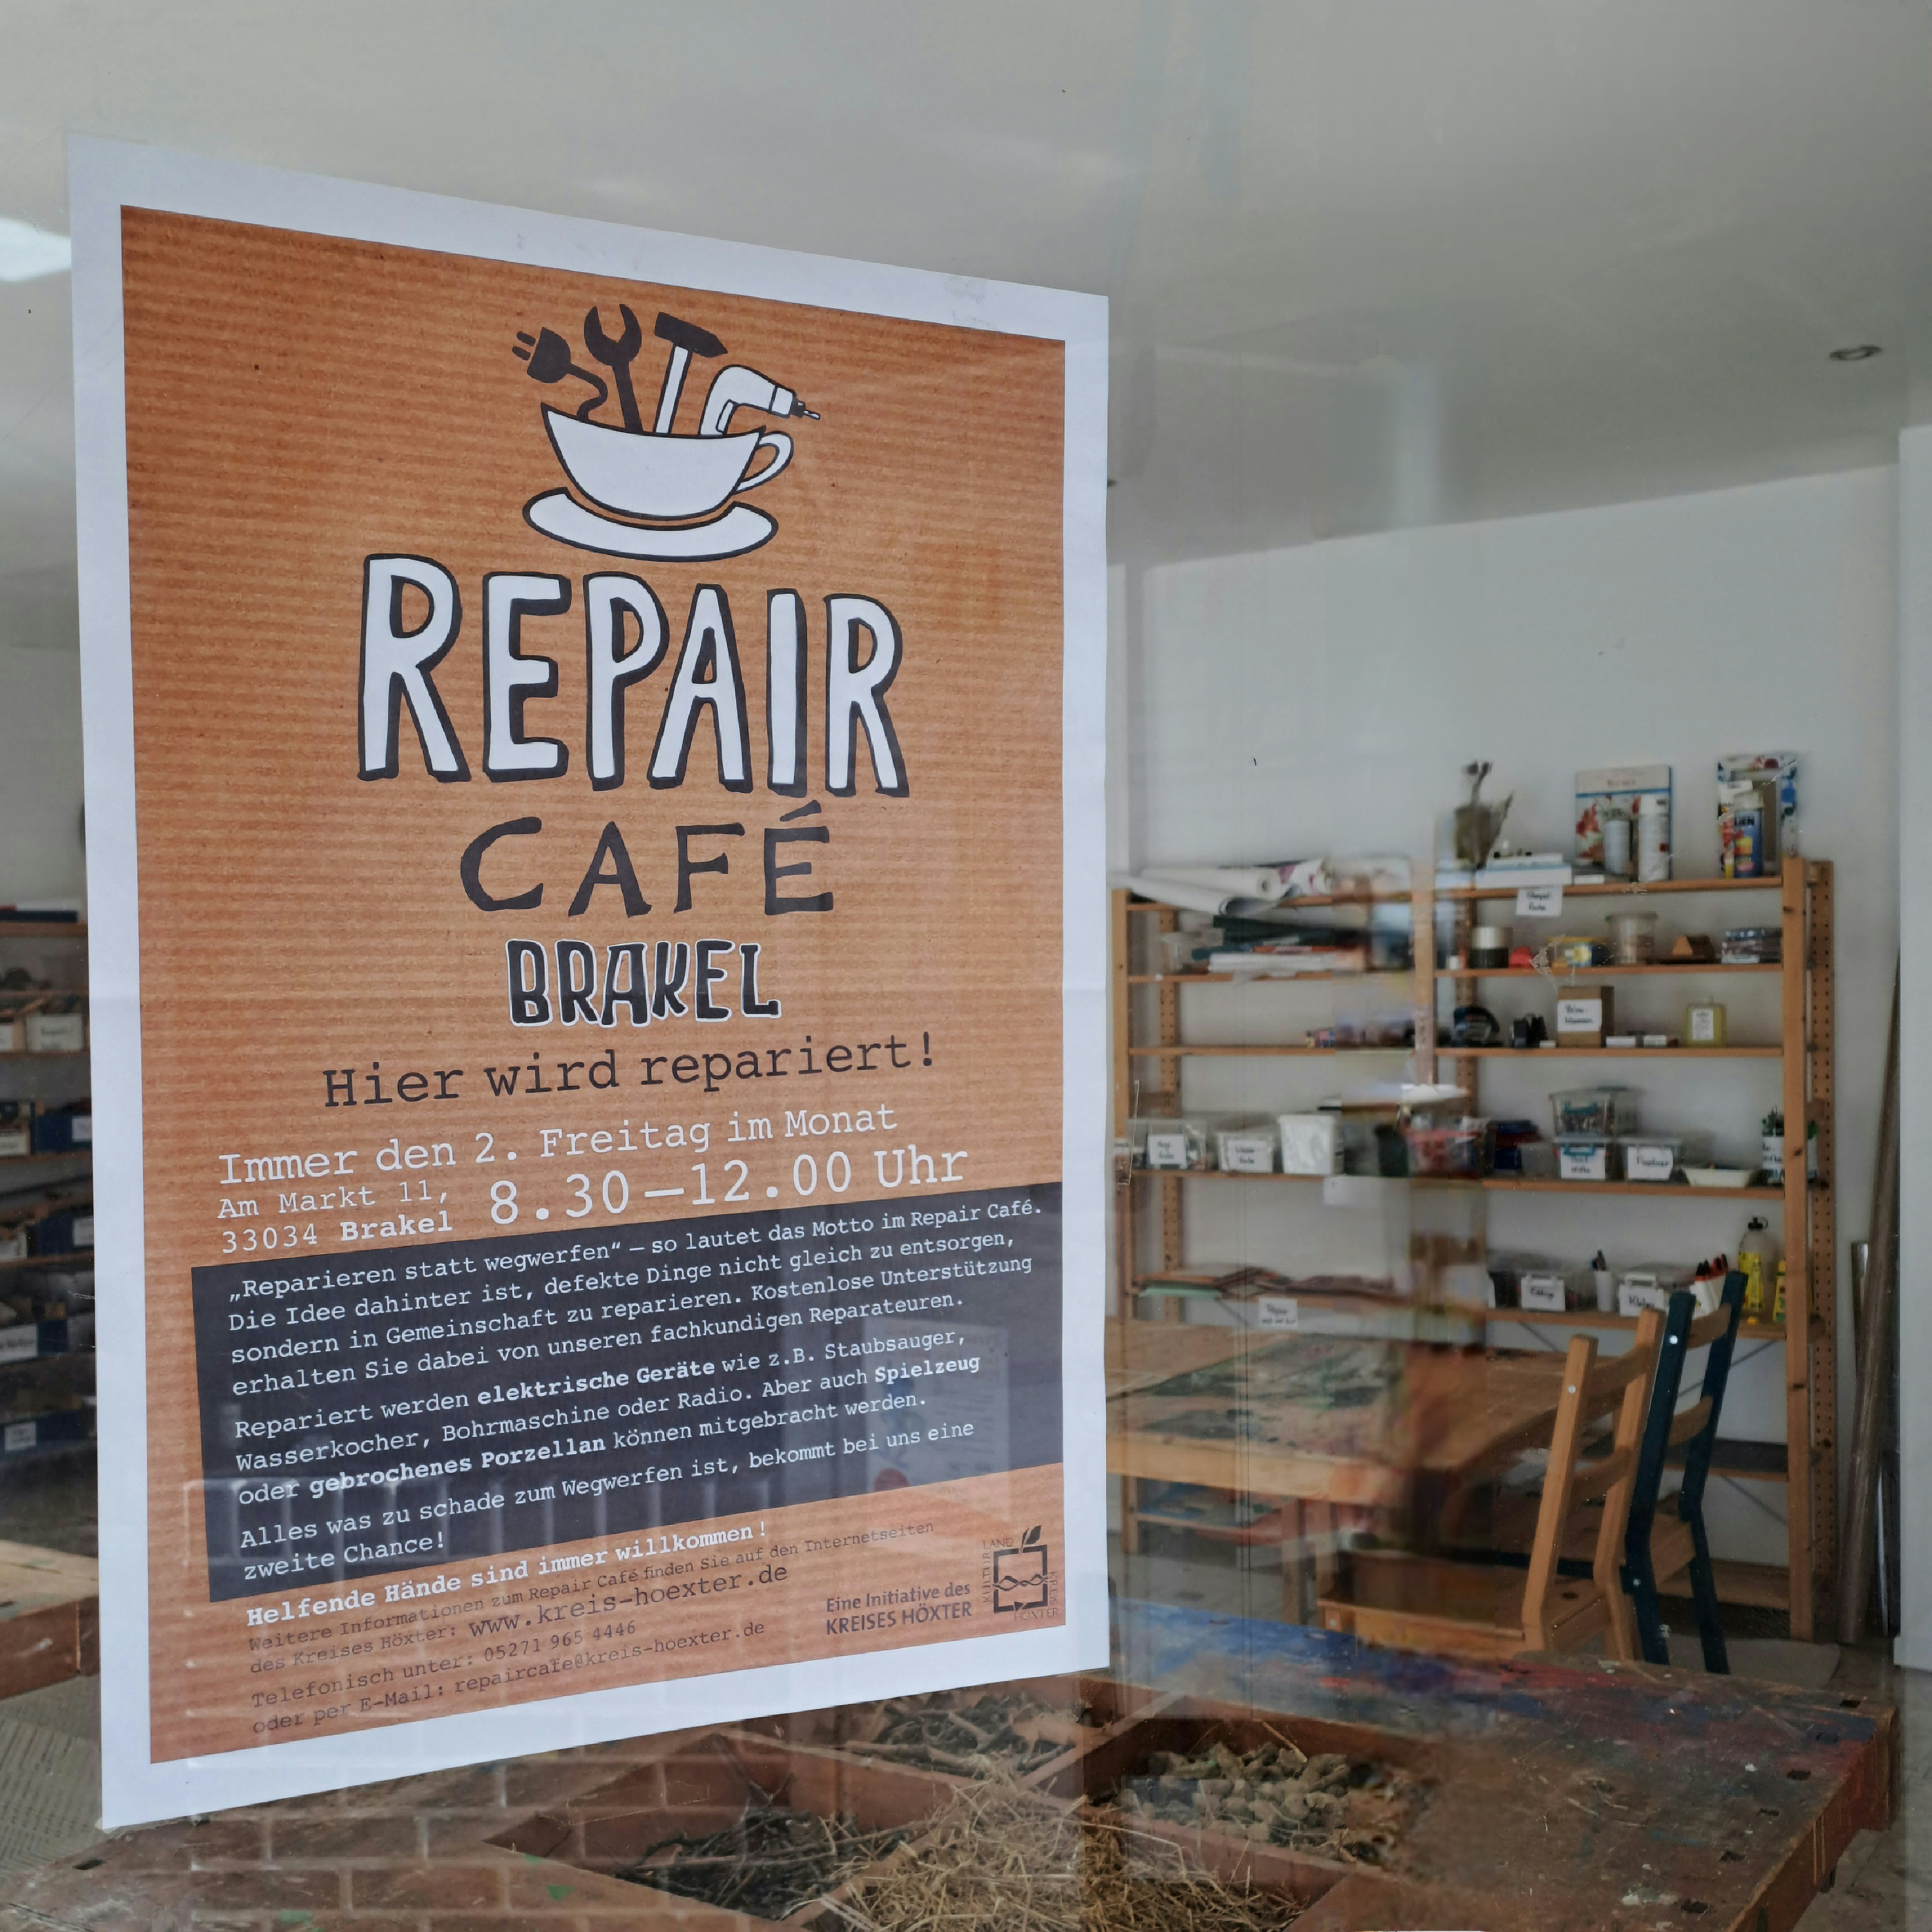 REPAIR
CAFÉ
BRAKEL
Hier wird repariert!
Immer den 2. Freitag im Monat
Am Markt 11,
33034 Brakel
8.30–12.00 Uhr
„Reparieren statt wegwerfen“ – so lautet das Motto im Repair Café.
Die Idee dahinter ist, defekte Dinge nicht gleich zu entsorgen,
sondern in Gemeinschaft zu reparieren. Kostenlose Unterstützung
erhalten Sie dabei von unseren fachkundigen Reparateuren.
Repariert werden elektrische Geräte wie z.B. Staubsauger,
Wasserkocher, Bohrmaschine oder Radio. Aber auch Spielzeug
oder gebrochenes Porzellan können mitgebracht werden.
Alles was zu schade zum Wegwerfen ist, bekommt bei uns eine
zweite Chance!
Helfende Hände sind immer willkommen!
Weitere Informationen zum Repair Café finden Sie auf den Internetseiten
des Kreises Höxter: www.kreis-hoexter.de
Telefonisch unter: 05271 965 4446
oder per E-Mail: repaircafe@kreis-hoexter.de
Eine Initiative des
KREISES HÖXTER
KULTUR
LAND
KREIS
HÖXTER